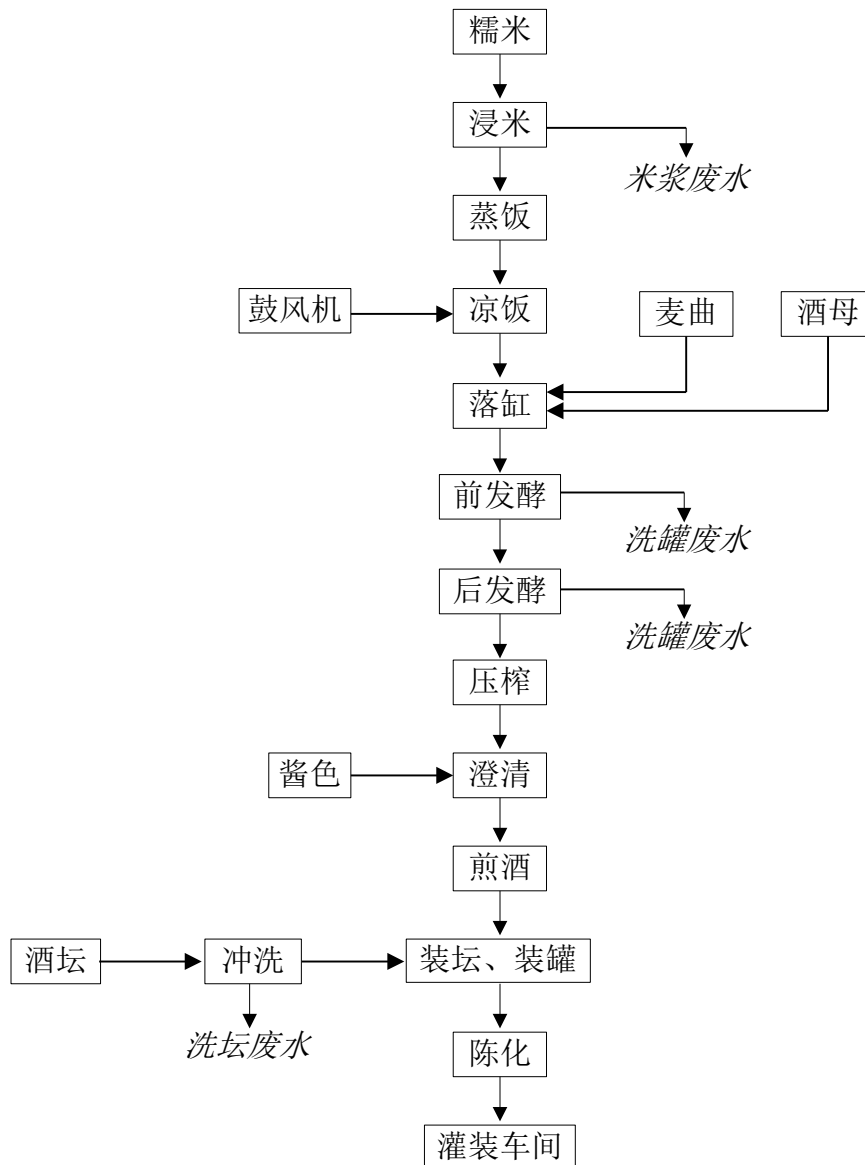 糯米
浸米
米浆废水
蒸饭
鼓风机
凉饭
麦曲
酒母
落缸
前发酵
洗罐废水
后发酵
洗罐废水
压榨
酱色
澄清
煎酒
酒坛
冲洗
装坛、装罐
洗坛废水
陈化
灌装车间